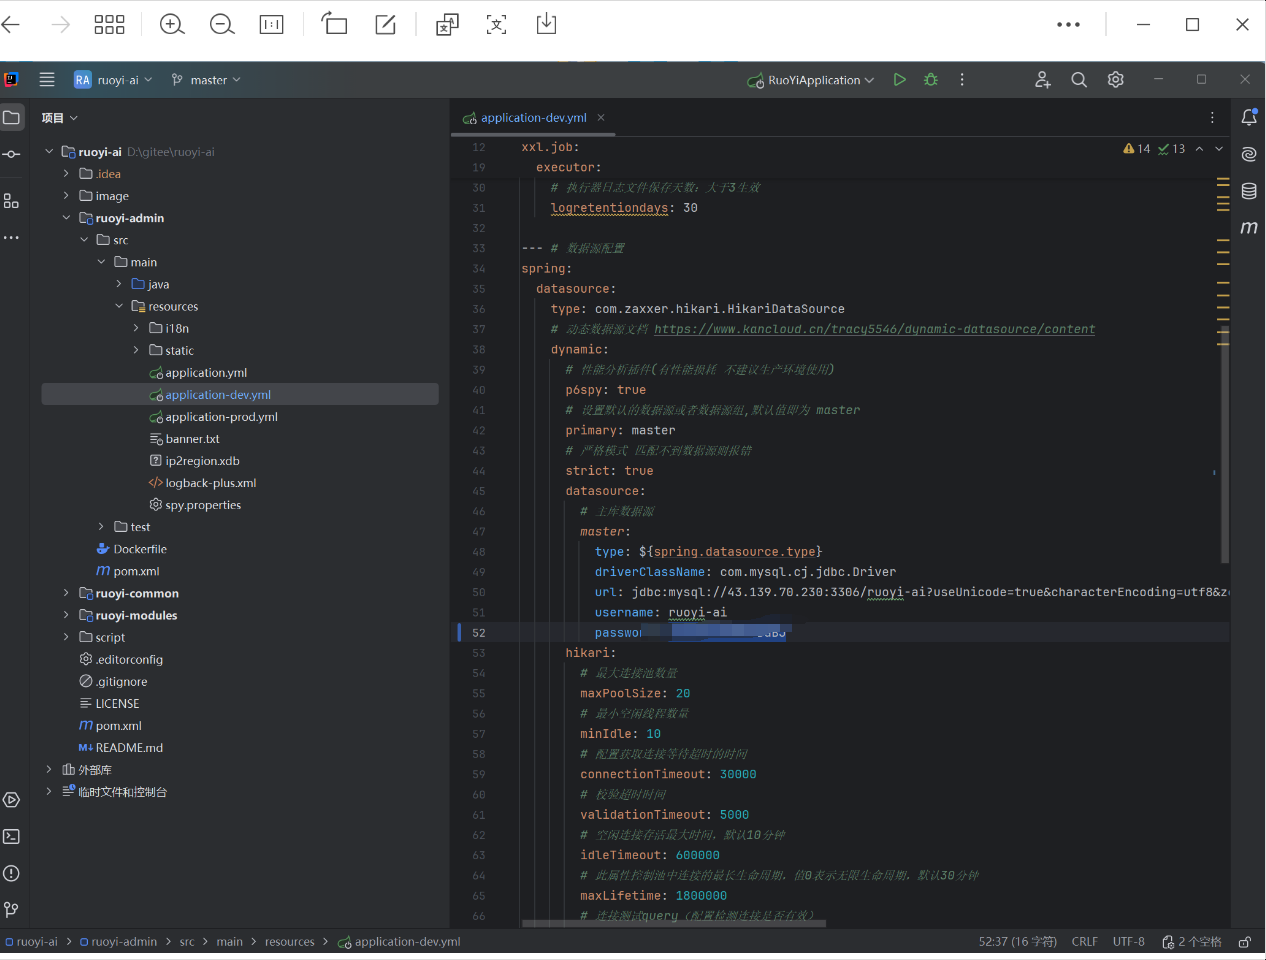 RA ruoyi-ai master RuoYiApplication
项目
application-dev.yml
ruoyi-ai D:\gitee\ruoyi-ai
.idea
image
ruoyi-admin
src
main
java
resources
i18n
static
application.yml
application-dev.yml
application-prod.yml
banner.txt
ip2region.xdb
logback-plus.xml
spy.properties
test
Dockerfile
pom.xml
ruoyi-common
ruoyi-modules
script
.editorconfig
.gitignore
LICENSE
pom.xml
README.md
外部库
临时文件和控制台
14 13
12 xxl.job:
19 executor:
30 # 执行器日志文件保存天数：大于3生效
31 logretentiondays: 30
32
33 --- # 数据源配置
34 spring:
35 datasource:
36 type: com.zaxxer.hikari.HikariDataSource
37 # 动态数据源文档 https://www.kancloud.cn/tracy5546/dynamic-datasource/content
38 dynamic:
39 # 性能分析插件(有性能损耗 不建议生产环境使用)
40 p6spy: true
41 # 设置默认的数据源或者数据源组,默认值即为 master
42 primary: master
43 # 严格模式 匹配不到数据源则报错
44 strict: true
45 datasource:
46 # 主库数据源
47 master:
48 type: ${spring.datasource.type}
49 driverClassName: com.mysql.cj.jdbc.Driver
50 url: jdbc:mysql://43.139.70.230:3306/ruoyi-ai?useUnicode=true&characterEncoding=utf8&z
51 username: ruoyi-ai
52 passwor
53 hikari:
54 # 最大连接池数量
55 maxPoolSize: 20
56 # 最小空闲线程数量
57 minIdle: 10
58 # 配置获取连接等待超时的时间
59 connectionTimeout: 30000
60 # 校验超时时间
61 validationTimeout: 5000
62 # 空闲连接存活最大时间，默认10分钟
63 idleTimeout: 600000
64 # 此属性控制池中连接的最长生命周期，值0表示无限生命周期，默认30分钟
65 maxLifetime: 1800000
66 # 连接测试query（配置检测连接是否有效）
ruoyi-ai > ruoyi-admin > src > main > resources > application-dev.yml
52:37 (16 字符) CRLF UTF-8 2 个空格